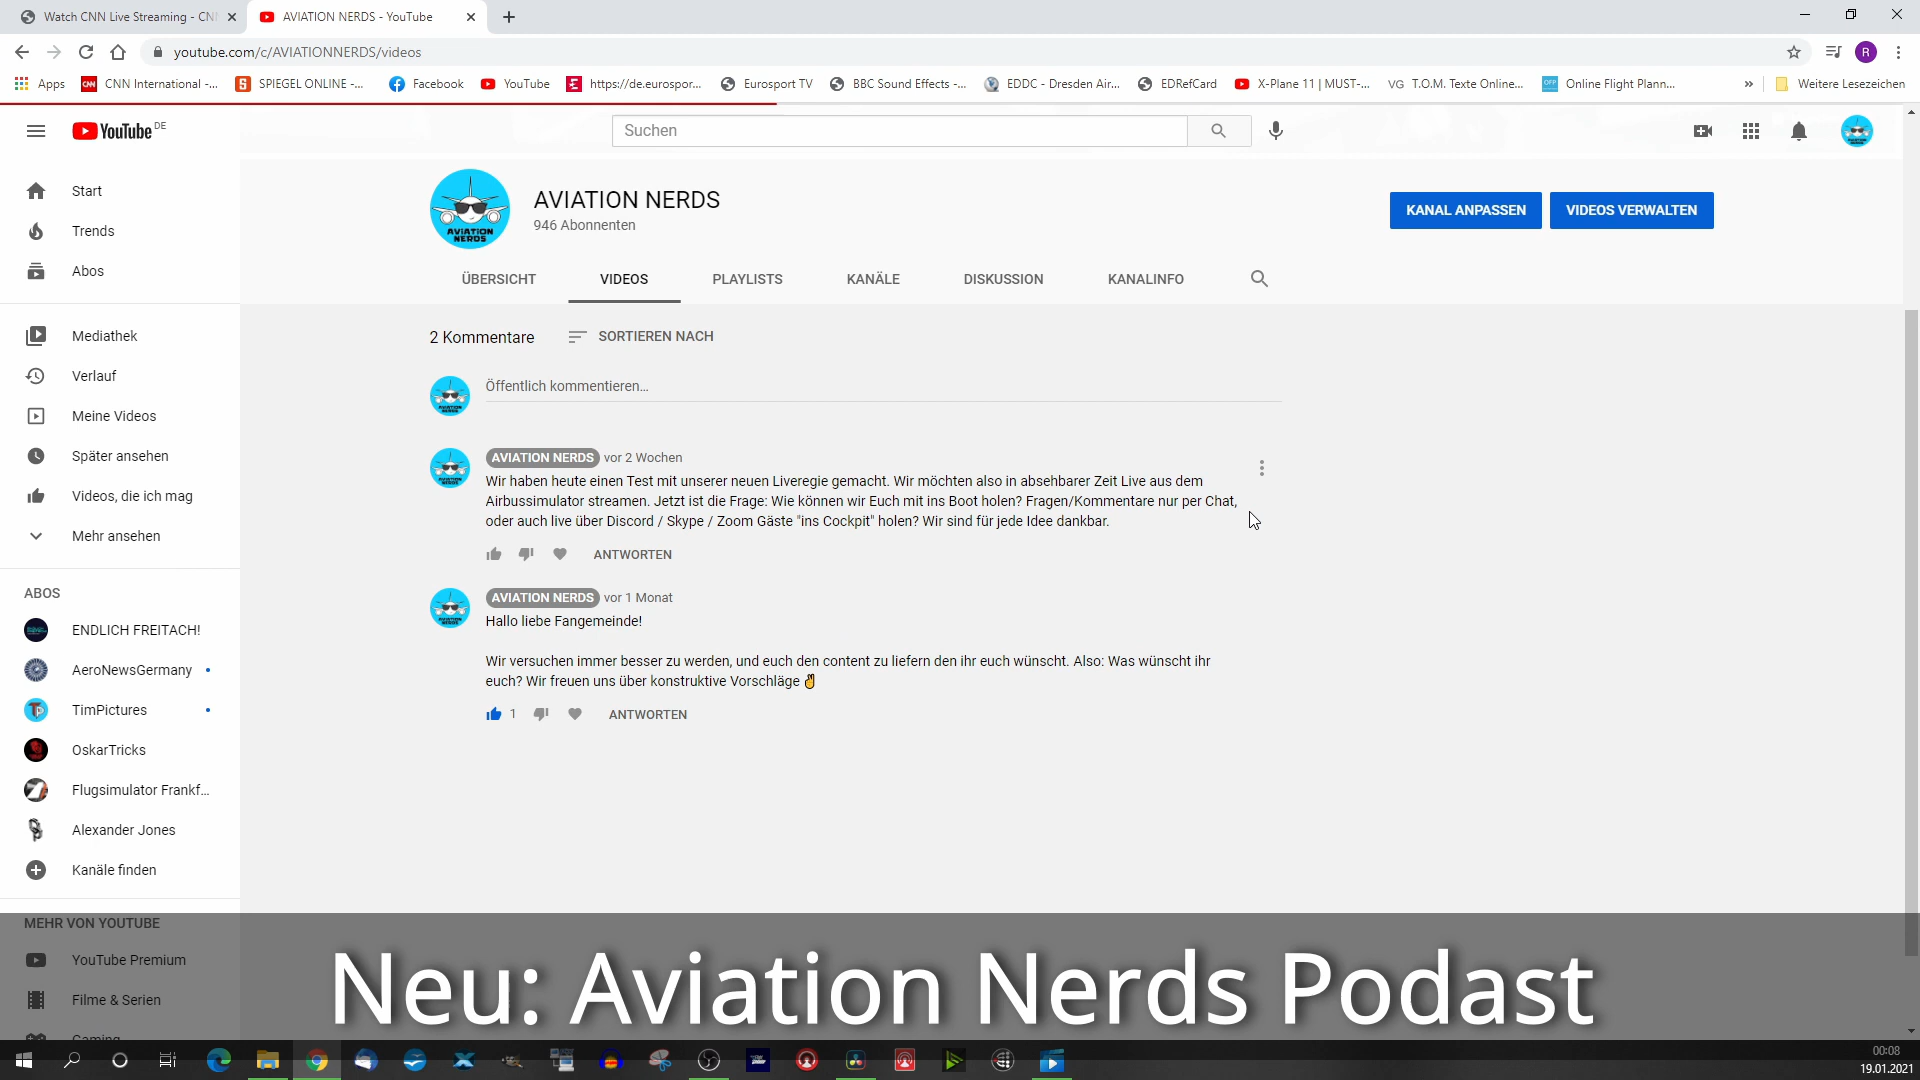 Watch CNN Live Streaming - CN
AVIATION NERDS - YouTube
youtube.com/c/AVIATIONNERDS/videos
R
Apps
CNN International -...
SPIEGEL ONLINE -...
Facebook
YouTube
https://de.eurospor...
Eurosport TV
BBC Sound Effects -...
EDDC - Dresden Air...
EDRefCard
X-Plane 11 | MUST-...
VG T.O.M. Texte Online...
Online Flight Plann...
»
Weitere Lesezeichen
YouTube DE
Suchen
Start
Trends
Abos
Mediathek
Verlauf
Meine Videos
Später ansehen
Videos, die ich mag
Mehr ansehen
ABOS
ENDLICH FREITACH!
AeroNewsGermany
TimPictures
OskarTricks
Flugsimulator Frankf...
Alexander Jones
Kanäle finden
MEHR VON YOUTUBE
YouTube Premium
Filme & Serien
Gaming
AVIATION NERDS
AVIATION NERDS
946 Abonnenten
KANAL ANPASSEN
VIDEOS VERWALTEN
ÜBERSICHT
VIDEOS
PLAYLISTS
KANÄLE
DISKUSSION
KANALINFO
2 Kommentare
SORTIEREN NACH
Öffentlich kommentieren...
AVIATION NERDS vor 2 Wochen
Wir haben heute einen Test mit unserer neuen Liveregie gemacht. Wir möchten also in absehbarer Zeit Live aus dem
Airbussimulator streamen. Jetzt ist die Frage: Wie können wir Euch mit ins Boot holen? Fragen/Kommentare nur per Chat,
oder auch live über Discord / Skype / Zoom Gäste "ins Cockpit" holen? Wir sind für jede Idee dankbar.
ANTWORTEN
AVIATION NERDS vor 1 Monat
Hallo liebe Fangemeinde!
Wir versuchen immer besser zu werden, und euch den content zu liefern den ihr euch wünscht. Also: Was wünscht ihr
euch? Wir freuen uns über konstruktive Vorschläge ✌
1
ANTWORTEN
Neu: Aviation Nerds Podast
00:08
19.01.2021